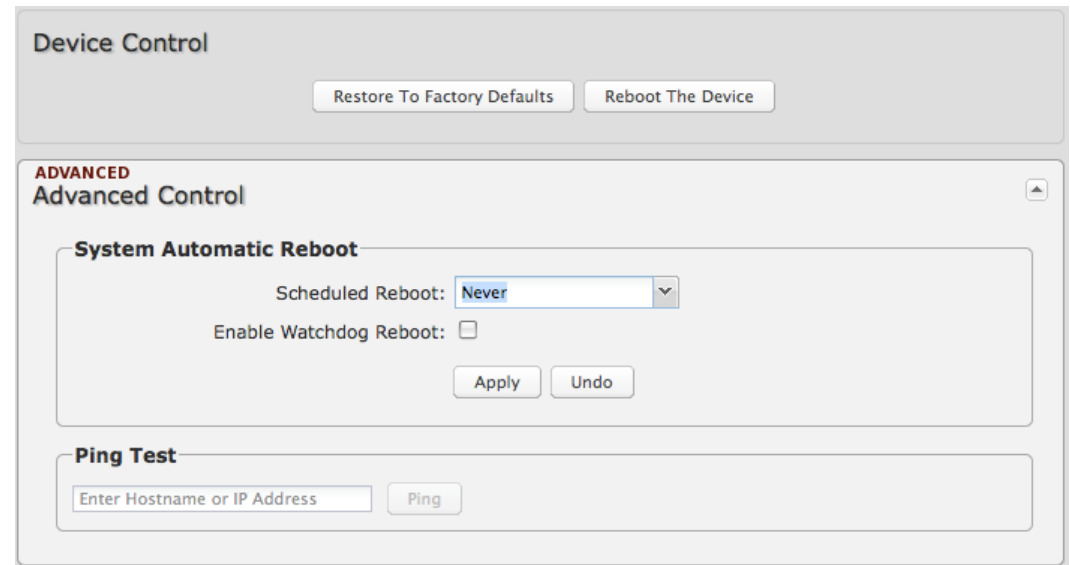 Device Control
Restore To Factory Defaults Reboot The Device
ADVANCED
Advanced Control
System Automatic Reboot
Scheduled Reboot: Never
Enable Watchdog Reboot:
Apply Undo
Ping Test
Enter Hostname or IP Address Ping